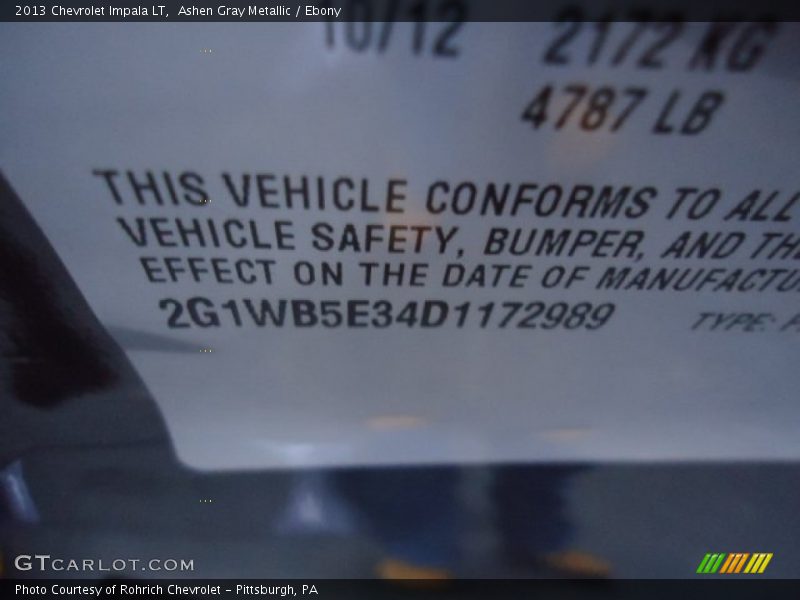 2013 Chevrolet Impala LT, Ashen Gray Metallic / Ebony
10/12 2172 KG
4787 LB
THIS VEHICLE CONFORMS TO ALL
VEHICLE SAFETY, BUMPER, AND THE
EFFECT ON THE DATE OF MANUFACTU
2G1WB5E34D1172989 TYPE: P
GTCARLOT.COM
Photo Courtesy of Rohrich Chevrolet - Pittsburgh, PA